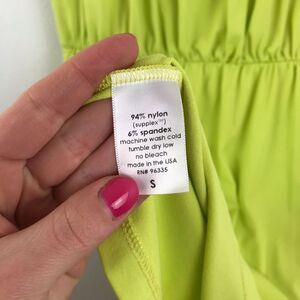 94% nylon
(supplex™)
6% spandex
machine wash cold
tumble dry low
no bleach
made in the USA
RN# 96335
S